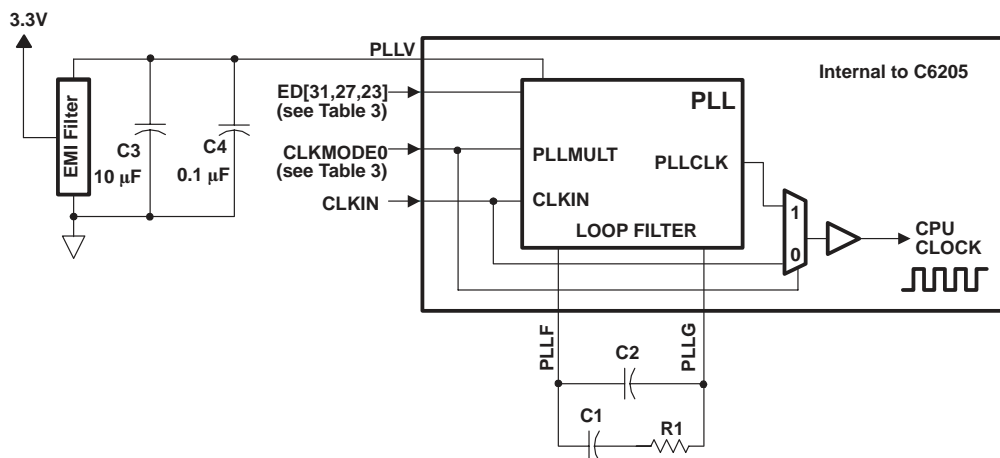 3.3V
PLLV
Internal to C6205
ED[31,27,23]
(see Table 3)
PLL
EMI Filter
C3
10 μF
C4
0.1 μF
CLKMODE0
(see Table 3)
PLLMULT
PLLCLK
CLKIN
CLKIN
1
0
LOOP FILTER
CPU
CLOCK
PLLF
PLLG
C2
C1
R1